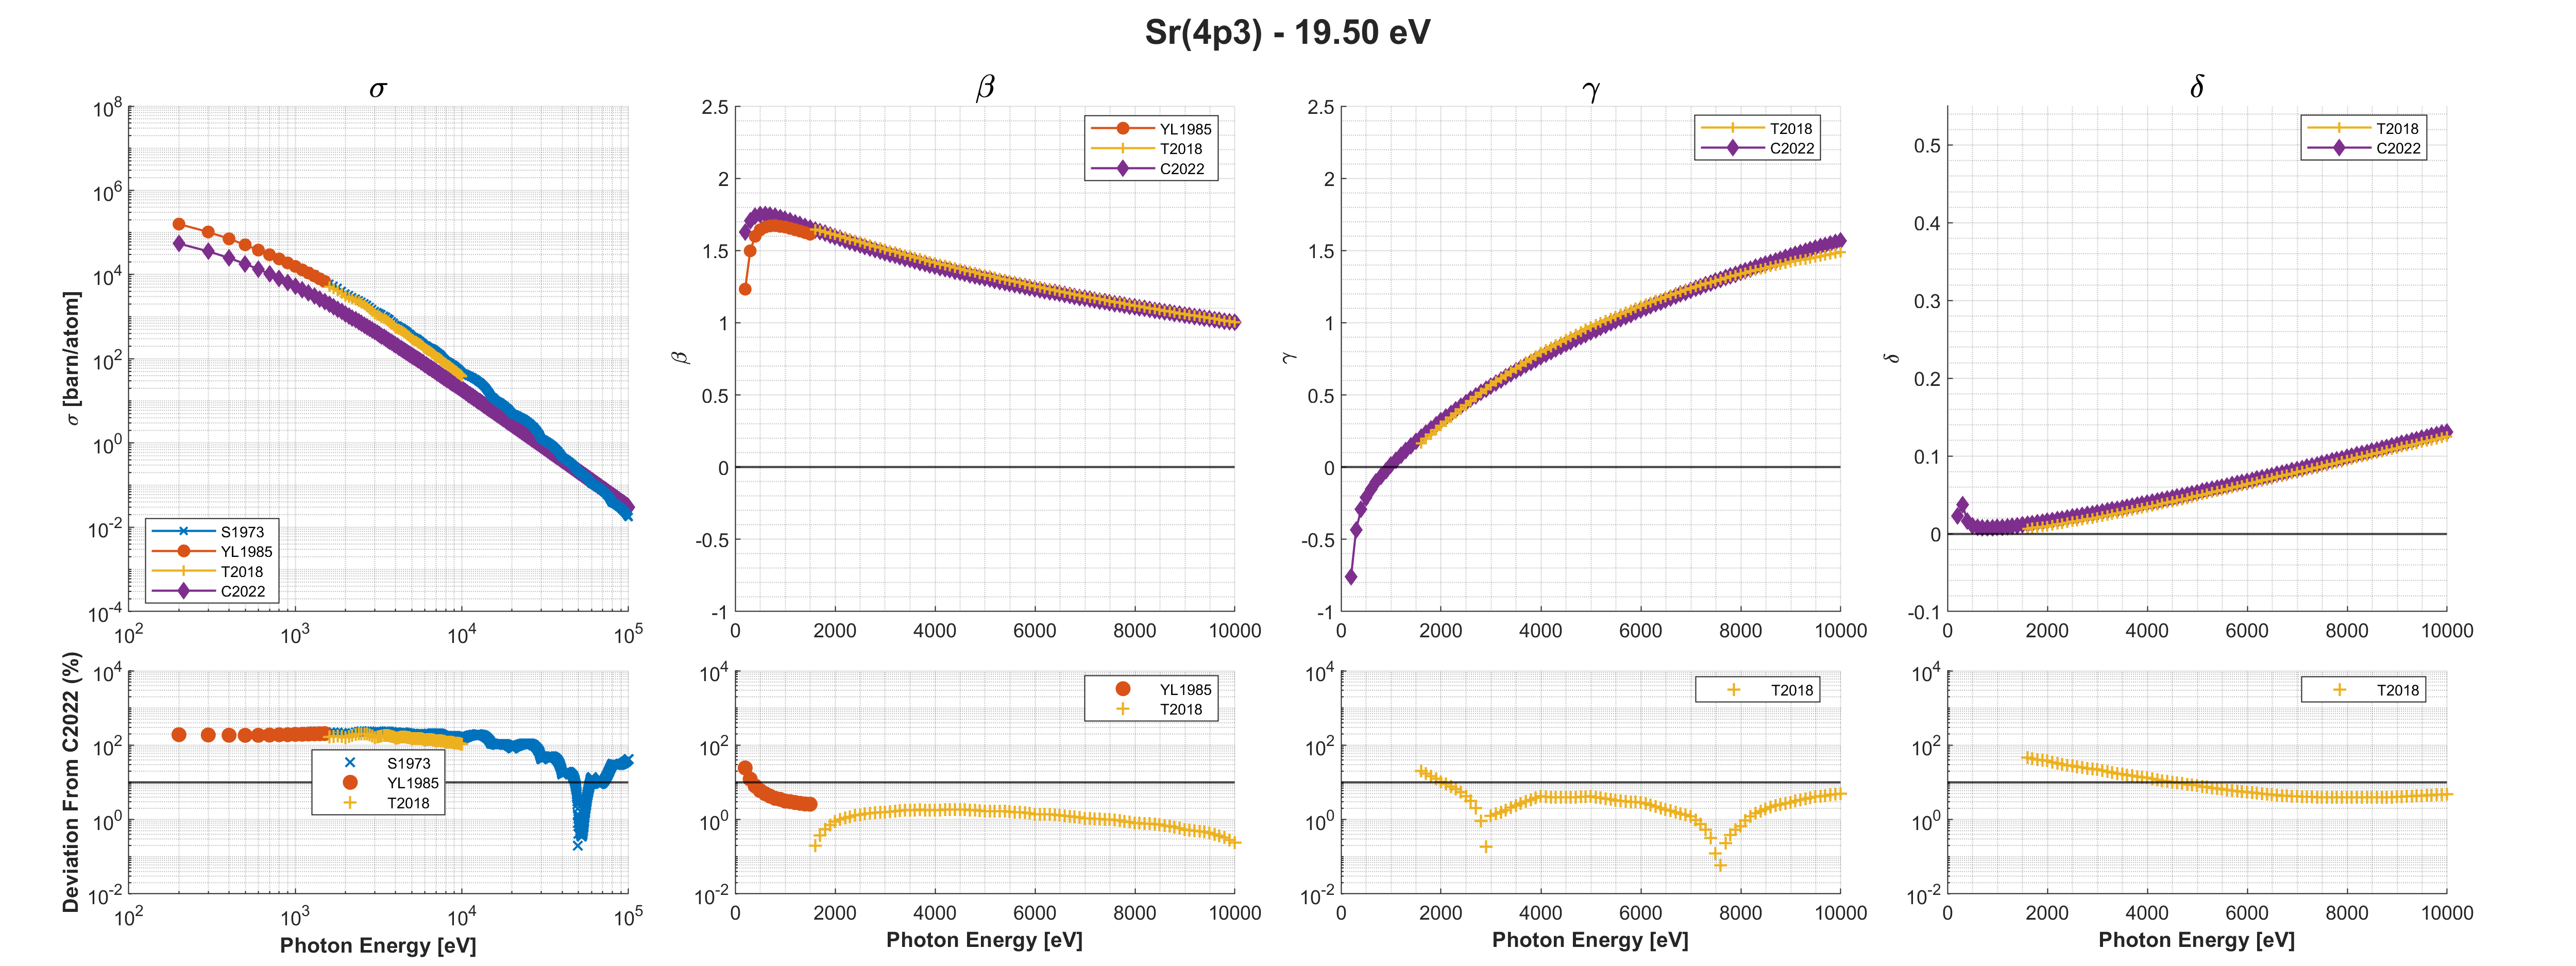 Sr(4p3) - 19.50 eV
σ
10^8
10^6
10^4
10^2
10^0
10^-2
10^-4
10^2
10^3
10^4
10^5
σ [barn/atom]
S1973
YL1985
T2018
C2022
β
2.5
2
1.5
1
0.5
0
-0.5
-1
0
2000
4000
6000
8000
10000
β
YL1985
T2018
C2022
γ
2.5
2
1.5
1
0.5
0
-0.5
-1
0
2000
4000
6000
8000
10000
γ
T2018
C2022
δ
0.5
0.4
0.3
0.2
0.1
0
-0.1
0
2000
4000
6000
8000
10000
δ
T2018
C2022
10^4
10^2
10^0
10^-2
10^2
10^3
10^4
10^5
Deviation From C2022 (%)
Photon Energy [eV]
S1973
YL1985
T2018
10^4
10^2
10^0
10^-2
0
2000
4000
6000
8000
10000
Photon Energy [eV]
YL1985
T2018
10^4
10^2
10^0
10^-2
0
2000
4000
6000
8000
10000
Photon Energy [eV]
T2018
10^4
10^2
10^0
10^-2
0
2000
4000
6000
8000
10000
Photon Energy [eV]
T2018